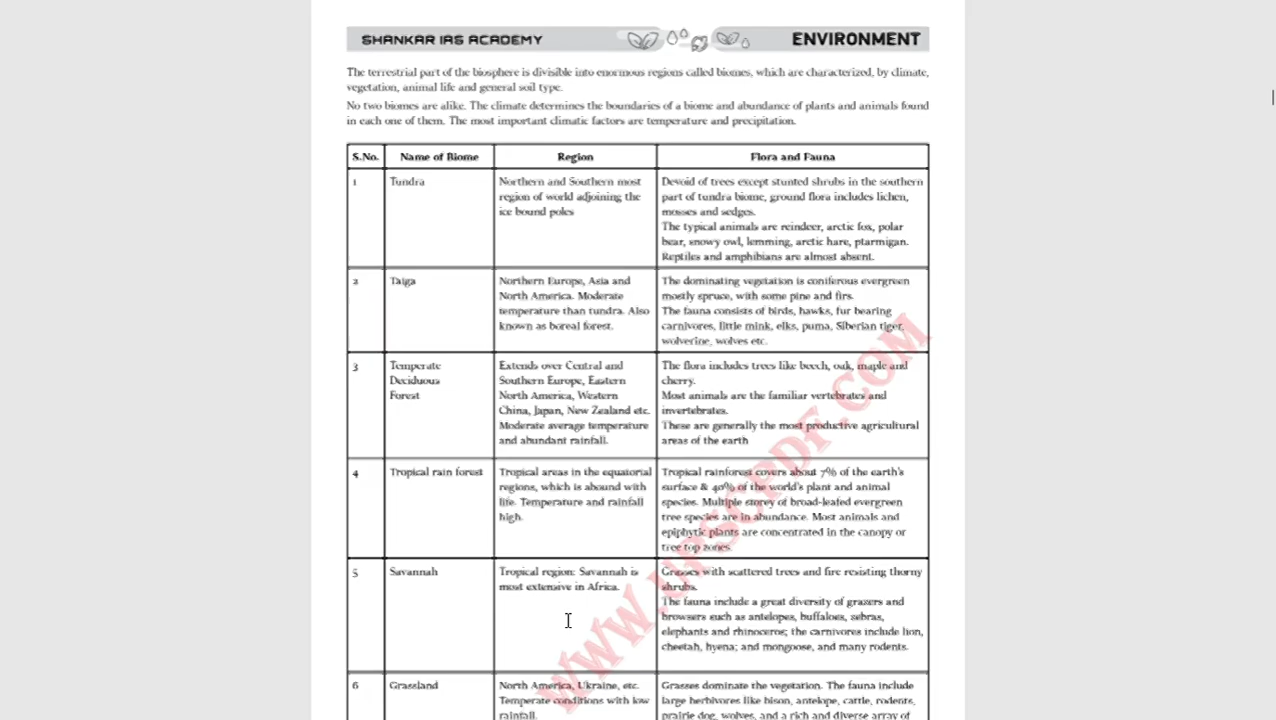 SHANKAR IAS ACADEMY
ENVIRONMENT
The terrestrial part of the biosphere is divisible into enormous regions called biomes, which are characterized, by climate,
vegetation, animal life and general soil type.
No two biomes are alike. The climate determines the boundaries of a biome and abundance of plants and animals found
in each one of them. The most important climatic factors are temperature and precipitation.
S.No.
Name of Biome
Region
Flora and Fauna
1
Tundra
Northern and Southern most
region of world adjoining the
ice bound poles
Devoid of trees except stunted shrubs in the southern
part of tundra biome, ground flora includes lichen,
mosses and sedges.
The typical animals are reindeer, arctic fox, polar
bear, snowy owl, lemming, arctic hare, ptarmigan.
Reptiles and amphibians are almost absent.
2
Taiga
Northern Europe, Asia and
North America. Moderate
temperature than tundra. Also
known as boreal forest.
The dominating vegetation is coniferous evergreen
mostly spruce, with some pine and firs.
The fauna consists of birds, hawks, fur bearing
carnivores, little mink, elks, puma, Siberian tiger,
wolverine, wolves etc.
3
Temperate
Deciduous
Forest
Extends over Central and
Southern Europe, Eastern
North America, Western
China, Japan, New Zealand etc.
Moderate average temperature
and abundant rainfall.
The flora includes trees like beech, oak, maple and
cherry.
Most animals are the familiar vertebrates and
invertebrates.
These are generally the most productive agricultural
areas of the earth
4
Tropical rain forest
Tropical areas in the equatorial
regions, which is abound with
life. Temperature and rainfall
high.
Tropical rainforest covers about 7% of the earth's
surface & 40% of the world's plant and animal
species. Multiple storey of broad-leafed evergreen
tree species are in abundance. Most animals and
epiphytic plants are concentrated in the canopy or
tree top zones.
5
Savannah
Tropical region: Savannah is
most extensive in Africa.
Grasses with scattered trees and fire resisting thorny
shrubs.
The fauna include a great diversity of grazers and
browsers such as antelopes, buffaloes, zebras,
elephants and rhinoceros; the carnivores include lion,
cheetah, hyena; and mongoose, and many rodents.
6
Grassland
North America, Ukraine, etc.
Temperate conditions with low
rainfall.
Grasses dominate the vegetation. The fauna include
large herbivores like bison, antelope, cattle, rodents,
prairie dog, wolves, and a rich and diverse array of
WWW.UPSCPDF.COM